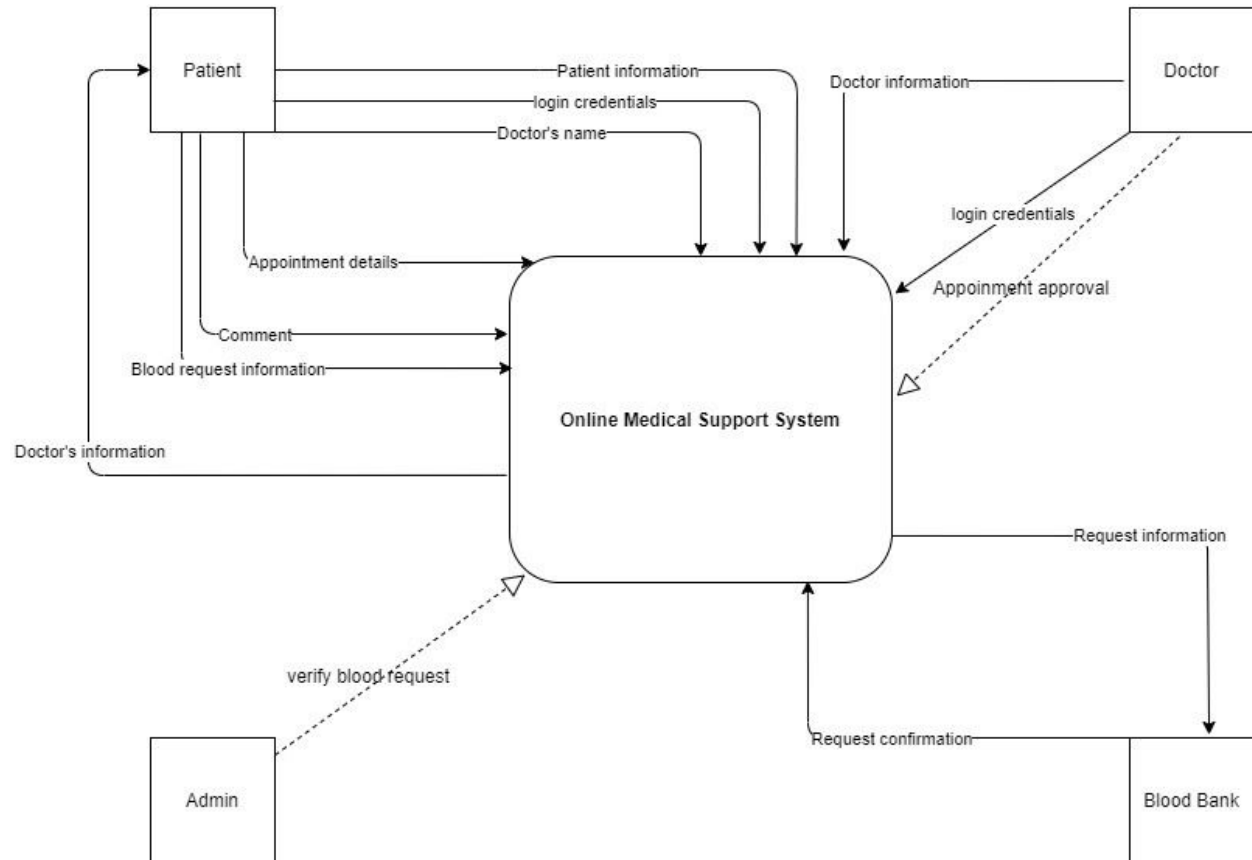 Patient
Patient information
Doctor
Doctor information
login credentials
Doctor's name
login credentials
Appointment details
Appoinment approval
Comment
Blood request information
Online Medical Support System
Doctor's information
Request information
verify blood request
Request confirmation
Admin
Blood Bank